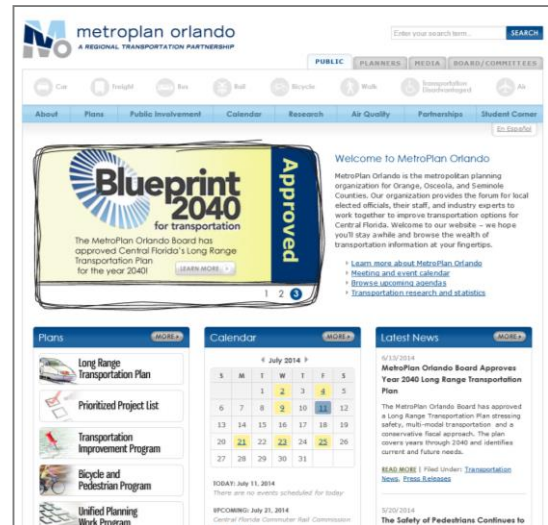 metroplan orlando
A REGIONAL TRANSPORTATION PARTNERSHIP
Enter your search term...
SEARCH
PUBLIC
PLANNERS
MEDIA
BOARD/COMMITTEES
Car
Freight
Bus
Rail
Bicycle
Walk
Transportation
Disadvantaged
Air
About
Plans
Public Involvement
Calendar
Research
Air Quality
Partnerships
Student Corner
En Español
Blueprint
2040
for transportation
Approved
The MetroPlan Orlando Board has
approved Central Florida's Long Range
Transportation Plan
for the year 2040!
LEARN MORE
1 2 3
Welcome to MetroPlan Orlando
MetroPlan Orlando is the metropolitan planning
organization for Orange, Osceola, and Seminole
Counties. Our organization provides the forum for local
elected officials, their staff, and industry experts to
work together to improve transportation options for
Central Florida. Welcome to our website – we hope
you'll stay awhile and browse the wealth of
transportation information at your fingertips.
Learn more about MetroPlan Orlando
Meeting and event calendar
Browse upcoming agendas
Transportation research and statistics
Plans
MORE
Long Range
Transportation Plan
Prioritized Project List
Transportation
Improvement Program
Bicycle and
Pedestrian Program
Unified Planning
Work Program
Calendar
MORE
July 2014
S M T W T F S
1 2 3 4 5
6 7 8 9 10 11 12
13 14 15 16 17 18 19
20 21 22 23 24 25 26
27 28 29 30 31
TODAY: July 11, 2014
There are no events scheduled for today
UPCOMING: July 21, 2014
Central Florida Commuter Rail Commission
Latest News
MORE
6/13/2014
MetroPlan Orlando Board Approves
Year 2040 Long Range Transportation
Plan
The MetroPlan Orlando Board has approved
a Long Range Transportation Plan stressing
safety, multi-modal transportation and a
conservative fiscal approach. The plan
covers years through 2040 and identifies
current and future needs.
READ MORE | Filed Under: Transportation
News, Press Releases
5/20/2014
The Safety of Pedestrians Continues to